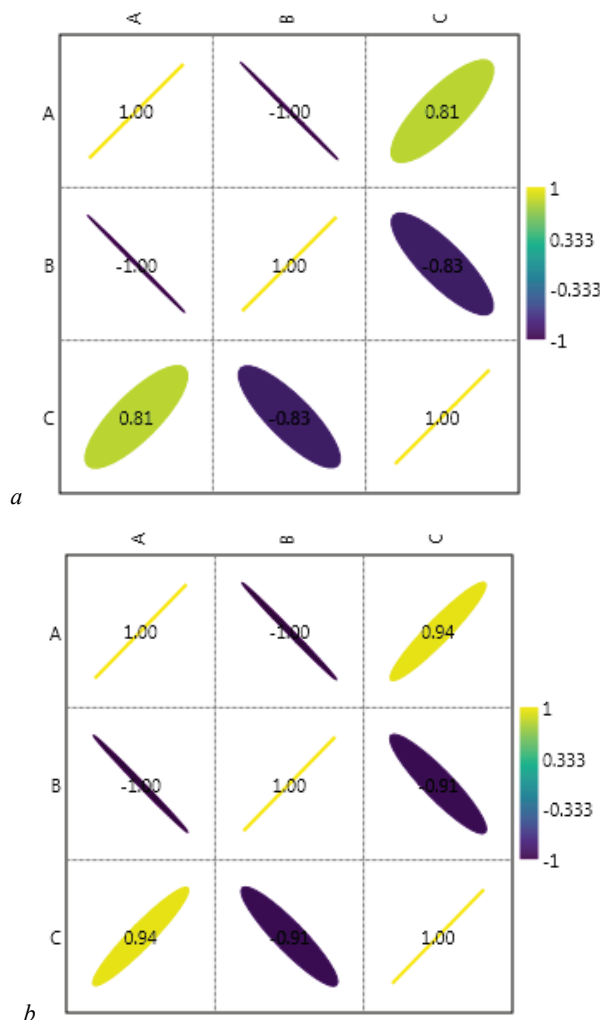 A B C
A 1.00 -1.00 0.81
B -1.00 1.00 -0.83
C 0.81 -0.83 1.00
1
0.333
-0.333
-1
a
A B C
A 1.00 -1.00 0.94
B -1.00 1.00 -0.91
C 0.94 -0.91 1.00
1
0.333
-0.333
-1
b